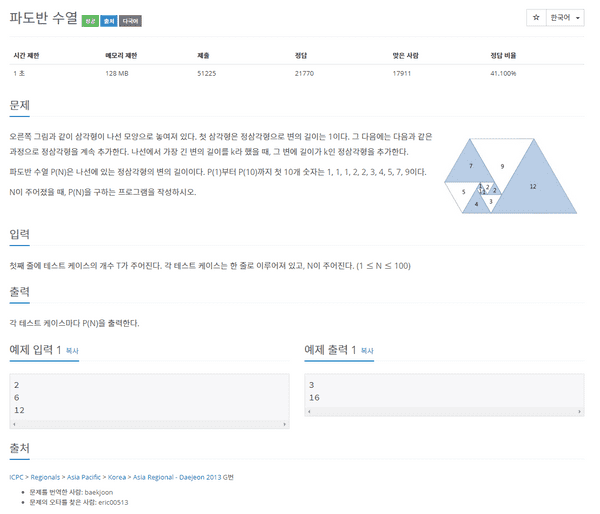 파도반 수열 성공 출처 다국어
☆ 한국어
시간 제한 메모리 제한 제출 정답 맞은 사람 정답 비율
1 초 128 MB 51225 21770 17911 41.100%
문제
오른쪽 그림과 같이 삼각형이 나선 모양으로 놓여져 있다. 첫 삼각형은 정삼각형으로 변의 길이는 1이다. 그 다음에는 다음과 같은
과정으로 정삼각형을 계속 추가한다. 나선에서 가장 긴 변의 길이를 k라 했을 때, 그 변에 길이가 k인 정삼각형을 추가한다.
파도반 수열 P(N)은 나선에 있는 정삼각형의 변의 길이이다. P(1)부터 P(10)까지 첫 10개 숫자는 1, 1, 1, 2, 2, 3, 4, 5, 7, 9이다.
N이 주어졌을 때, P(N)을 구하는 프로그램을 작성하시오.
7 9
12
5 1 2 2
4 3
입력
첫째 줄에 테스트 케이스의 개수 T가 주어진다. 각 테스트 케이스는 한 줄로 이루어져 있고, N이 주어진다. (1 ≤ N ≤ 100)
출력
각 테스트 케이스마다 P(N)을 출력한다.
예제 입력 1 복사
2
6
12
예제 출력 1 복사
3
16
출처
ICPC > Regionals > Asia Pacific > Korea > Asia Regional - Daejeon 2013 G번
문제를 번역한 사람: baekjoon
문제의 오타를 찾은 사람: eric00513